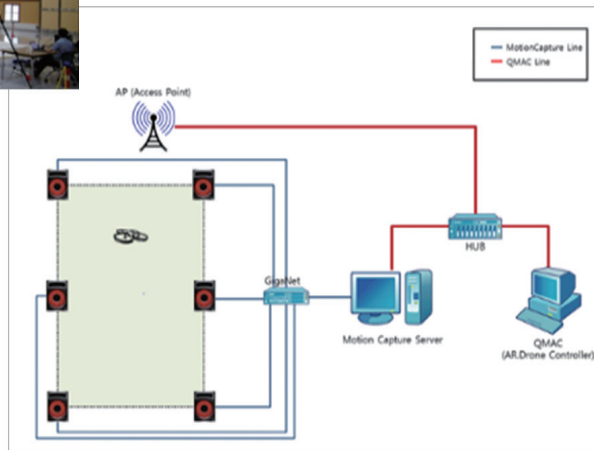 MotionCapture Line
QMAC Line
AP (Access Point)
HUB
GigaNet
Motion Capture Server
QMAC
(AR.Drone Controller)